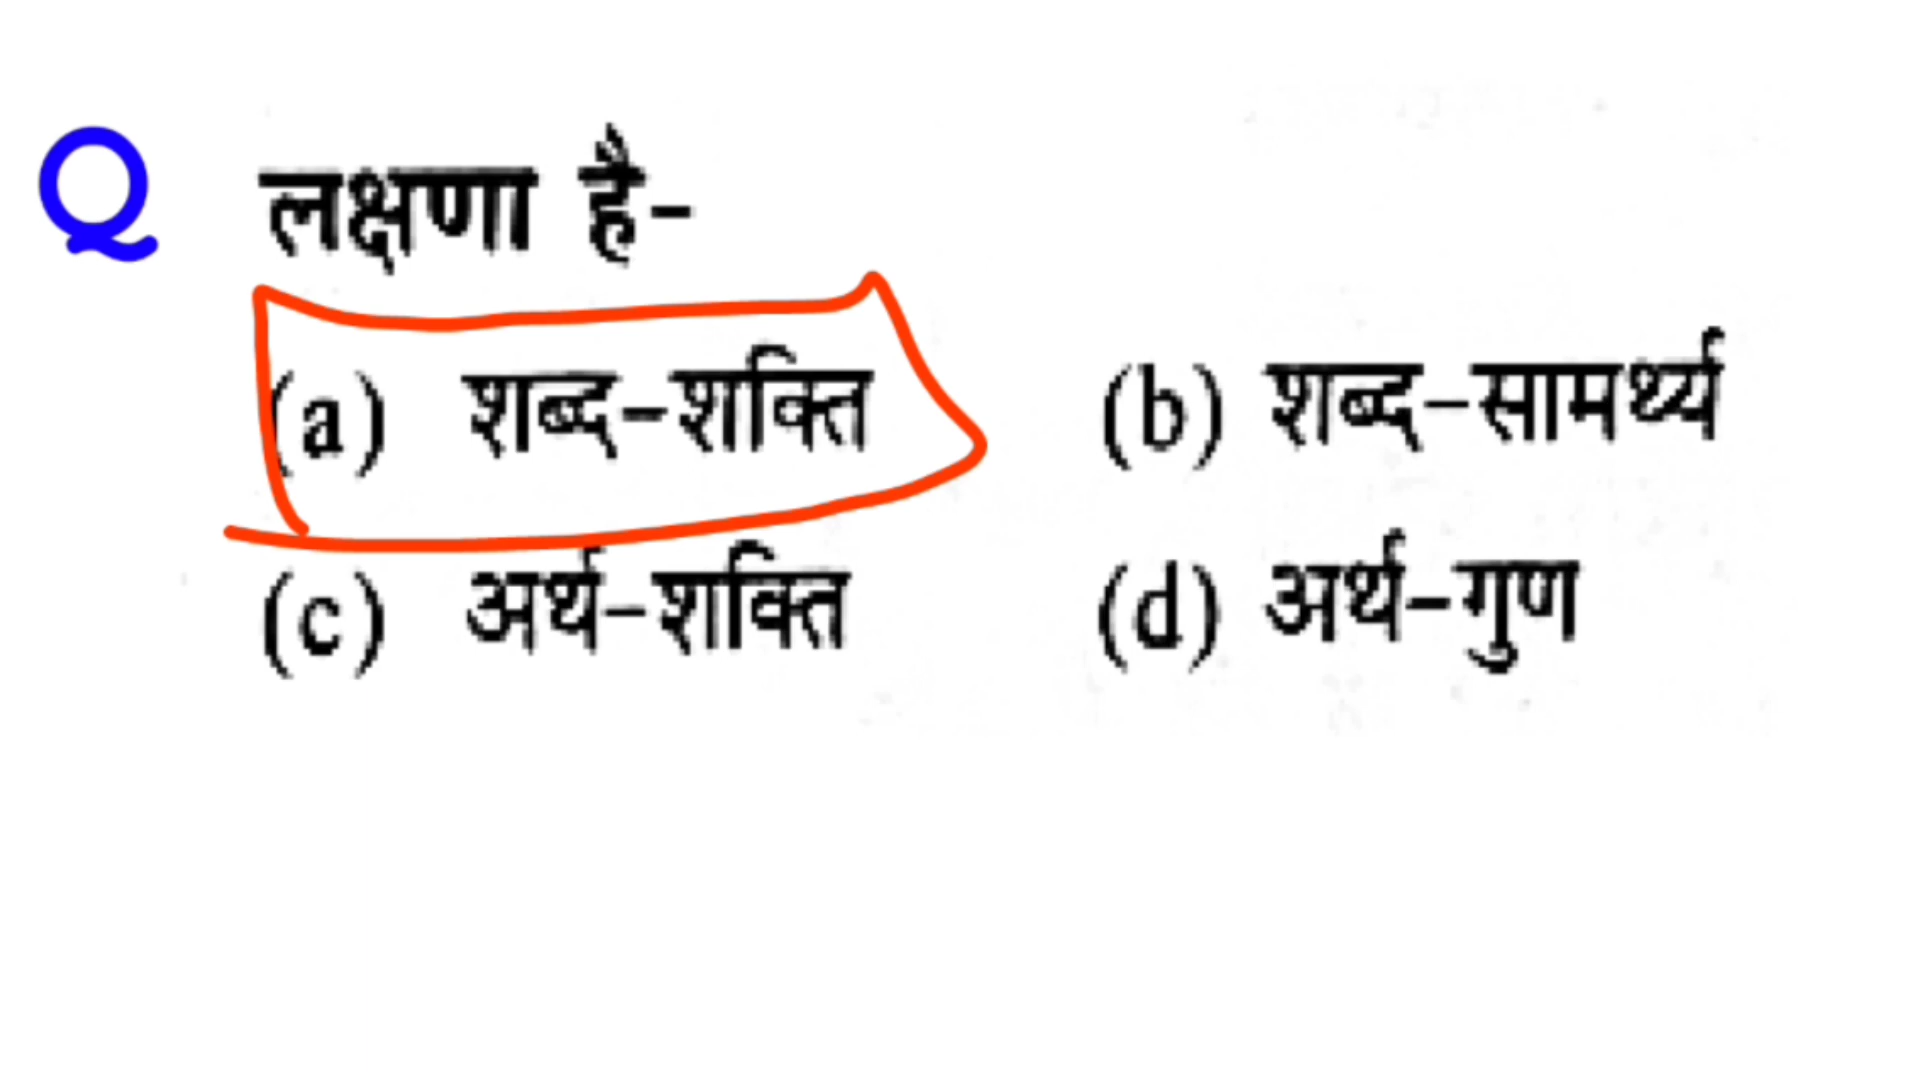 Q लक्षणा है-
(a) शब्द-शक्ति (b) शब्द-सामर्थ्य
(c) अर्थ-शक्ति (d) अर्थ-गुण